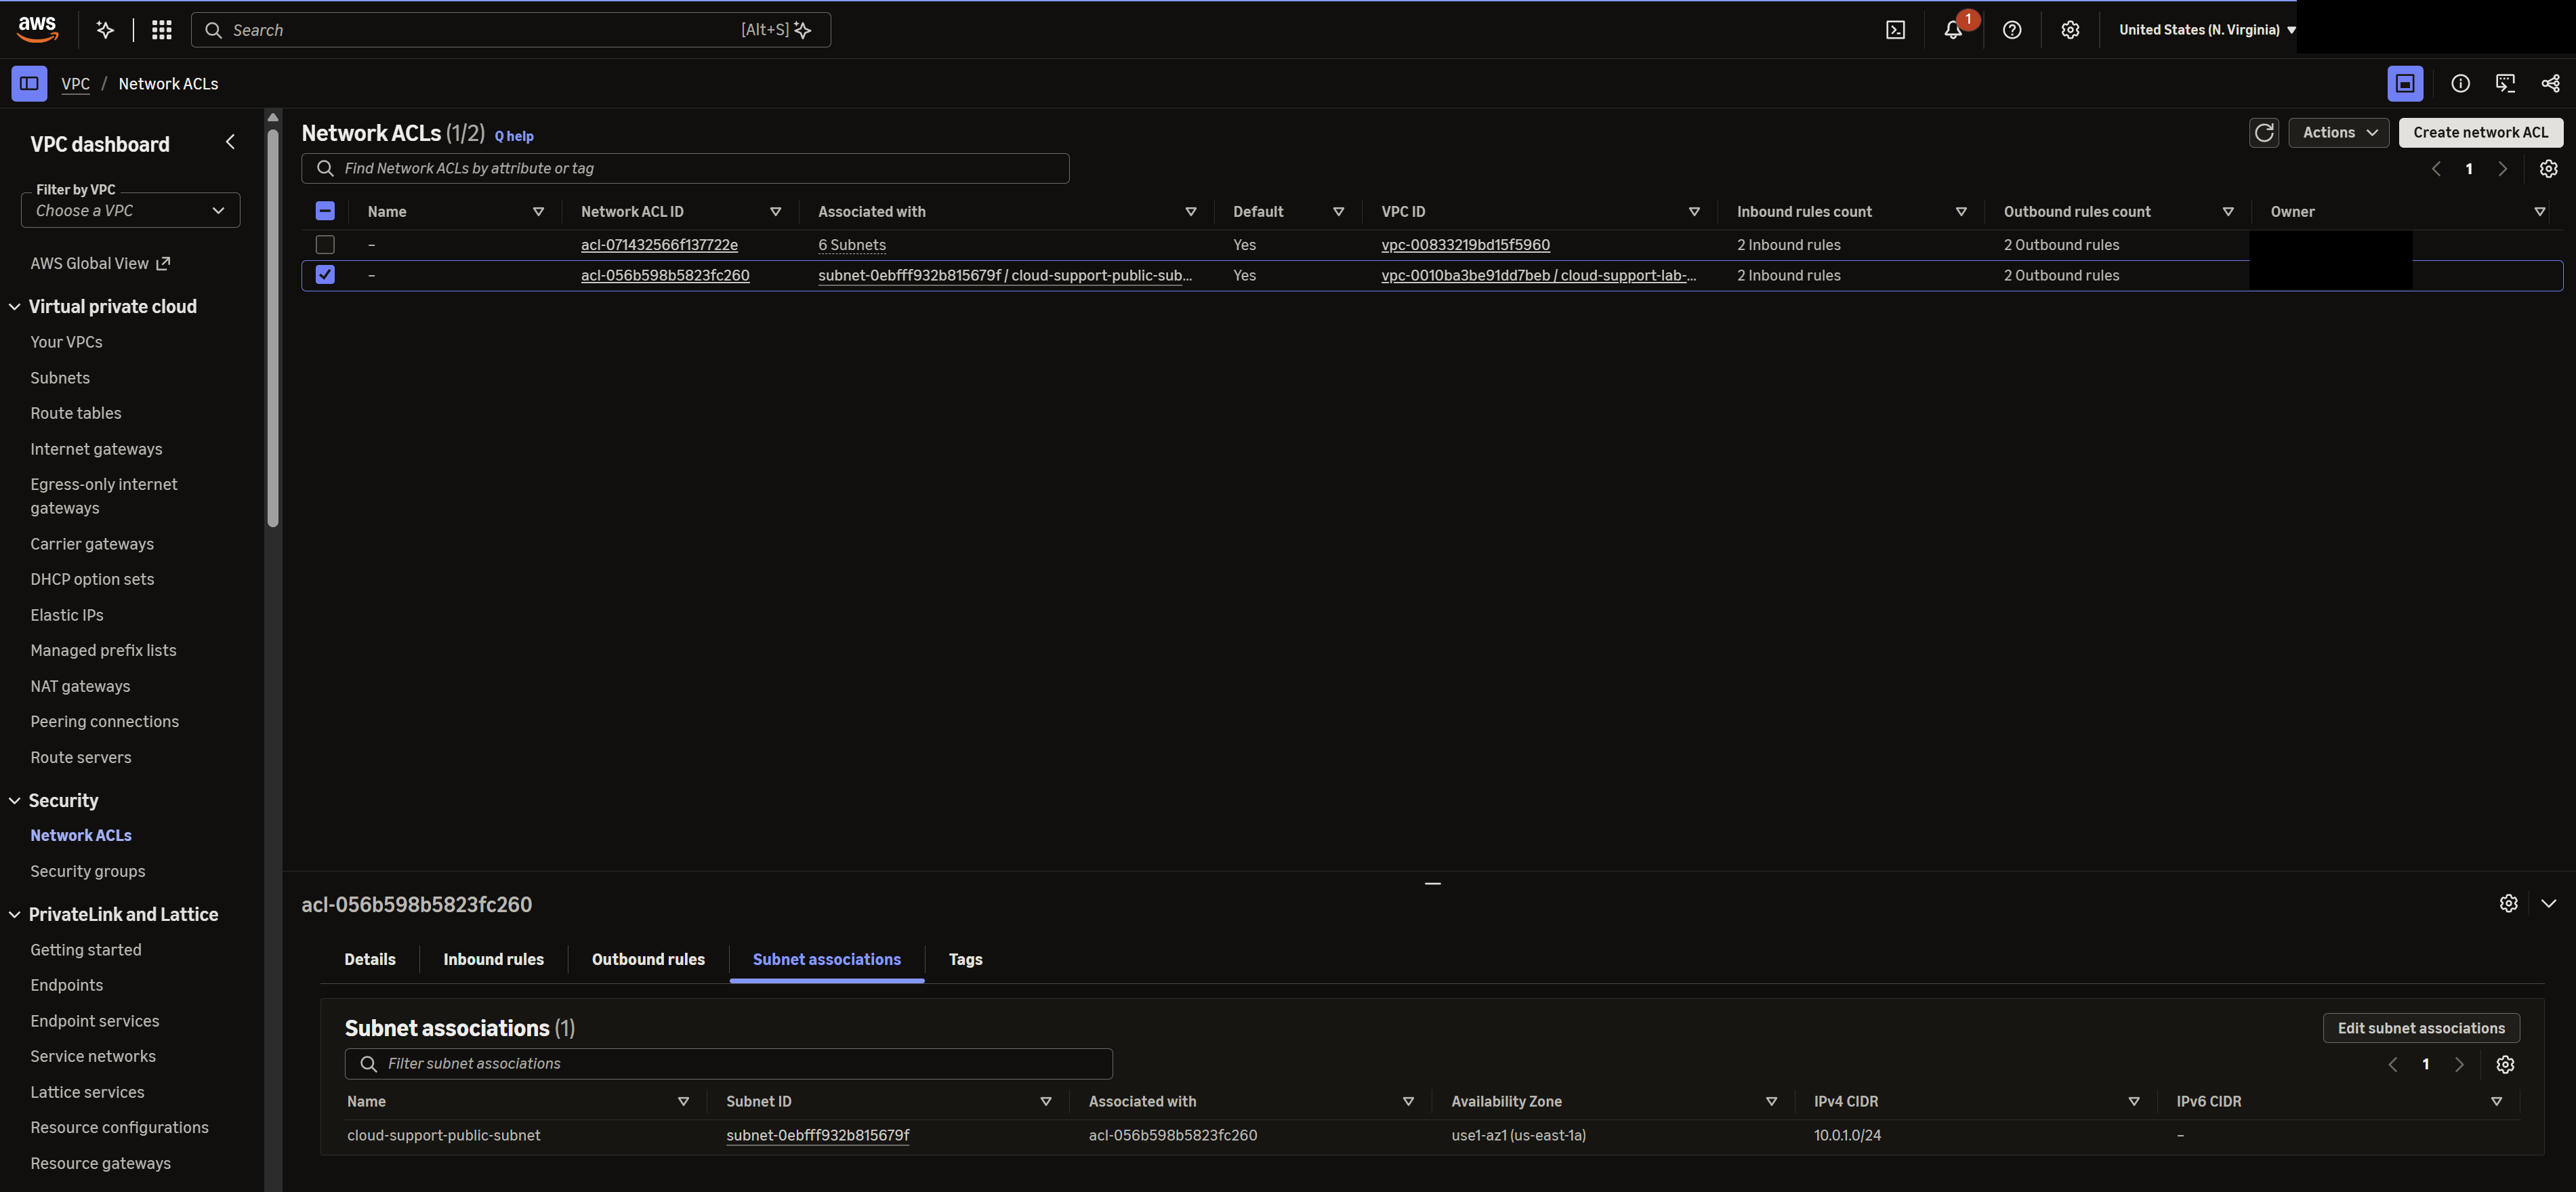 aws
Search [Alt+S]
1
United States (N. Virginia)
VPC / Network ACLs
VPC dashboard
Filter by VPC
Choose a VPC
AWS Global View
Virtual private cloud
Your VPCs
Subnets
Route tables
Internet gateways
Egress-only internet
gateways
Carrier gateways
DHCP option sets
Elastic IPs
Managed prefix lists
NAT gateways
Peering connections
Route servers
Security
Network ACLs
Security groups
PrivateLink and Lattice
Getting started
Endpoints
Endpoint services
Service networks
Lattice services
Resource configurations
Resource gateways
Network ACLs (1/2) Q help
Actions
Create network ACL
Find Network ACLs by attribute or tag
1
Name Network ACL ID Associated with Default VPC ID Inbound rules count Outbound rules count Owner
– acl-071432566f137722e 6 Subnets Yes vpc-00833219bd15f5960 2 Inbound rules 2 Outbound rules
– acl-056b598b5823fc260 subnet-0ebfff932b815679f / cloud-support-public-sub... Yes vpc-0010ba3be91dd7beb / cloud-support-lab-... 2 Inbound rules 2 Outbound rules
acl-056b598b5823fc260
Details Inbound rules Outbound rules Subnet associations Tags
Subnet associations (1)
Edit subnet associations
Filter subnet associations
1
Name Subnet ID Associated with Availability Zone IPv4 CIDR IPv6 CIDR
cloud-support-public-subnet subnet-0ebfff932b815679f acl-056b598b5823fc260 use1-az1 (us-east-1a) 10.0.1.0/24 –